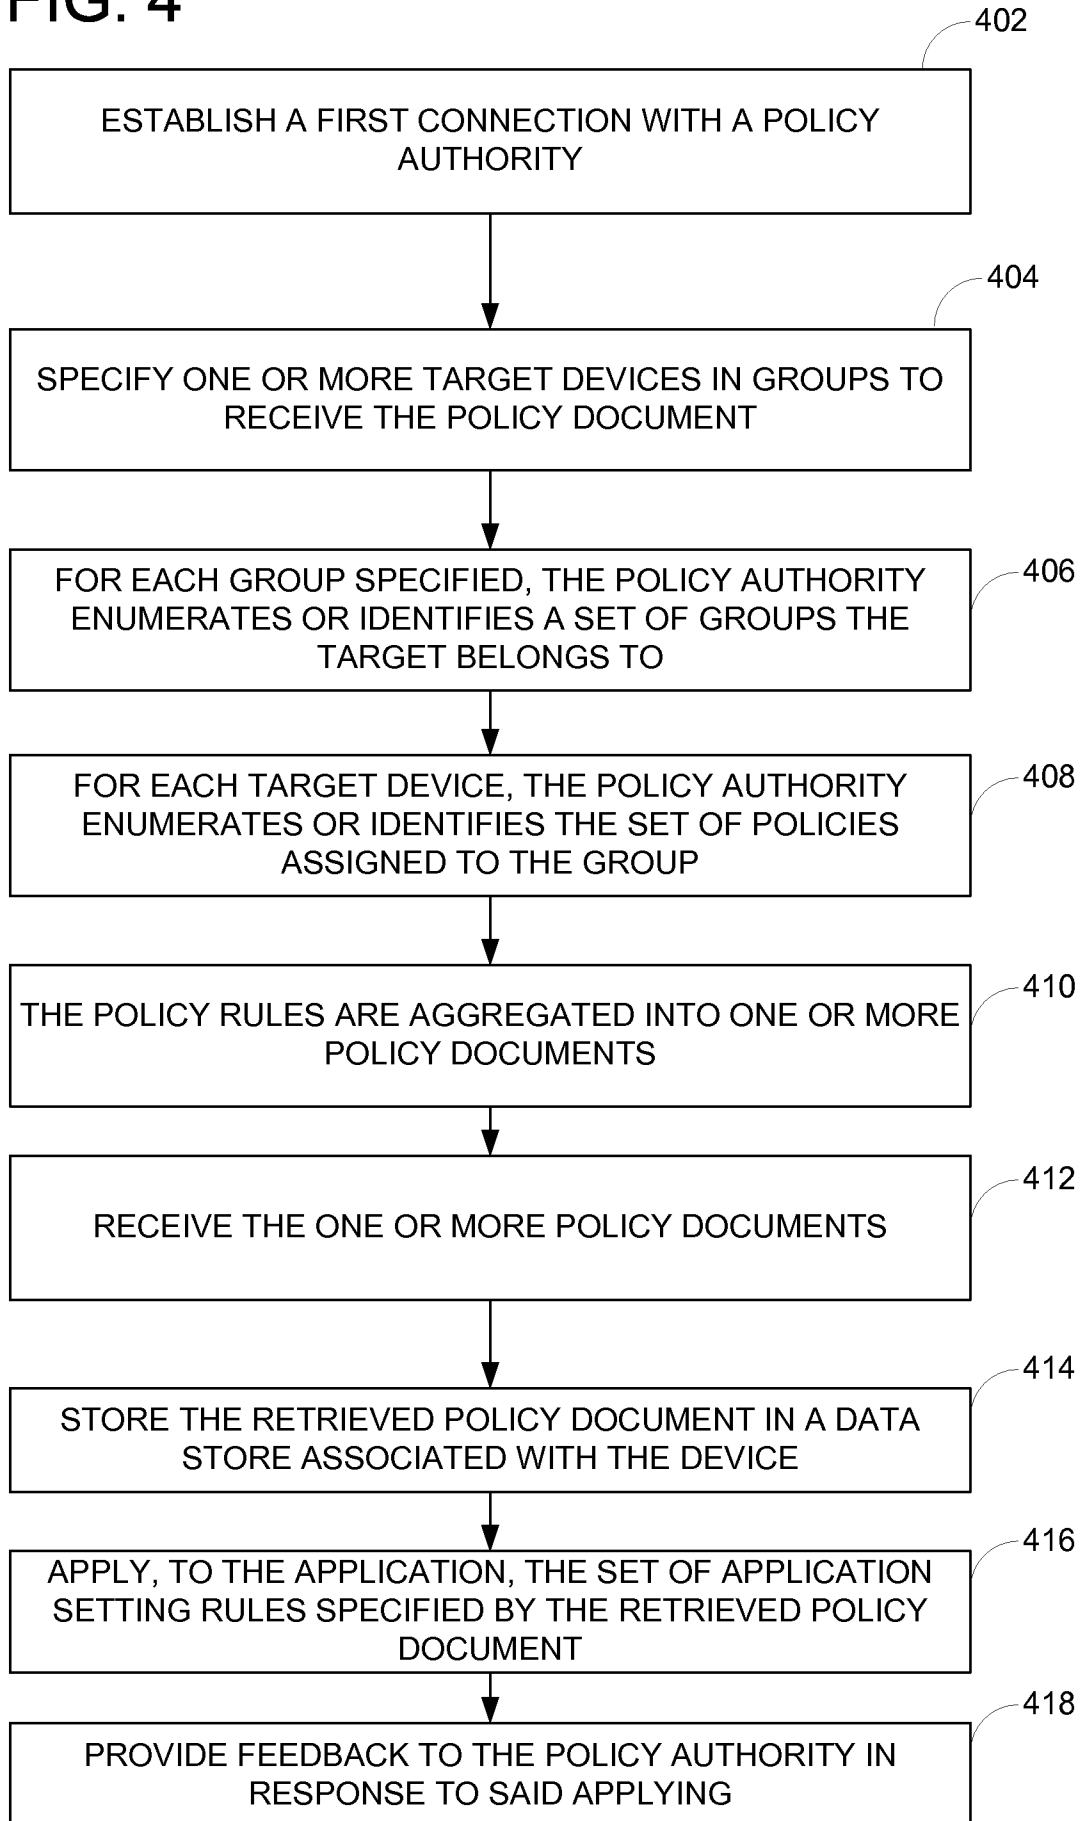 FIG. 4
402
ESTABLISH A FIRST CONNECTION WITH A POLICY
AUTHORITY
404
SPECIFY ONE OR MORE TARGET DEVICES IN GROUPS TO
RECEIVE THE POLICY DOCUMENT
406
FOR EACH GROUP SPECIFIED, THE POLICY AUTHORITY
ENUMERATES OR IDENTIFIES A SET OF GROUPS THE
TARGET BELONGS TO
408
FOR EACH TARGET DEVICE, THE POLICY AUTHORITY
ENUMERATES OR IDENTIFIES THE SET OF POLICIES
ASSIGNED TO THE GROUP
410
THE POLICY RULES ARE AGGREGATED INTO ONE OR MORE
POLICY DOCUMENTS
412
RECEIVE THE ONE OR MORE POLICY DOCUMENTS
414
STORE THE RETRIEVED POLICY DOCUMENT IN A DATA
STORE ASSOCIATED WITH THE DEVICE
416
APPLY, TO THE APPLICATION, THE SET OF APPLICATION
SETTING RULES SPECIFIED BY THE RETRIEVED POLICY
DOCUMENT
418
PROVIDE FEEDBACK TO THE POLICY AUTHORITY IN
RESPONSE TO SAID APPLYING